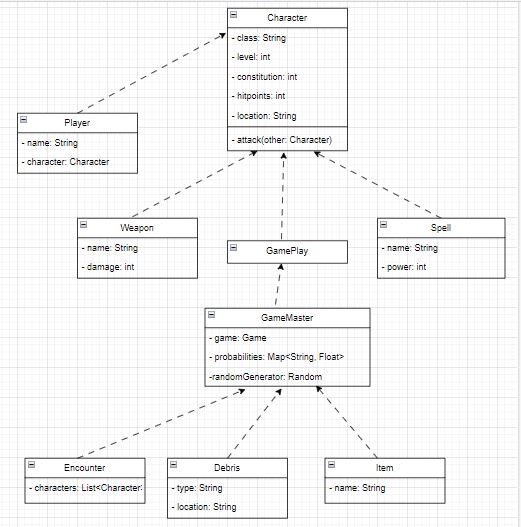 Character
- class: String
- level: int
- constitution: int
- hitpoints: int
- location: String
- attack(other: Character)
Player
- name: String
- character: Character
Weapon
- name: String
- damage: int
GamePlay
Spell
- name: String
- power: int
GameMaster
- game: Game
- probabilities: Map<String, Float>
-randomGenerator: Random
Encounter
- characters: List<Character
Debris
- type: String
- location: String
Item
- name: String